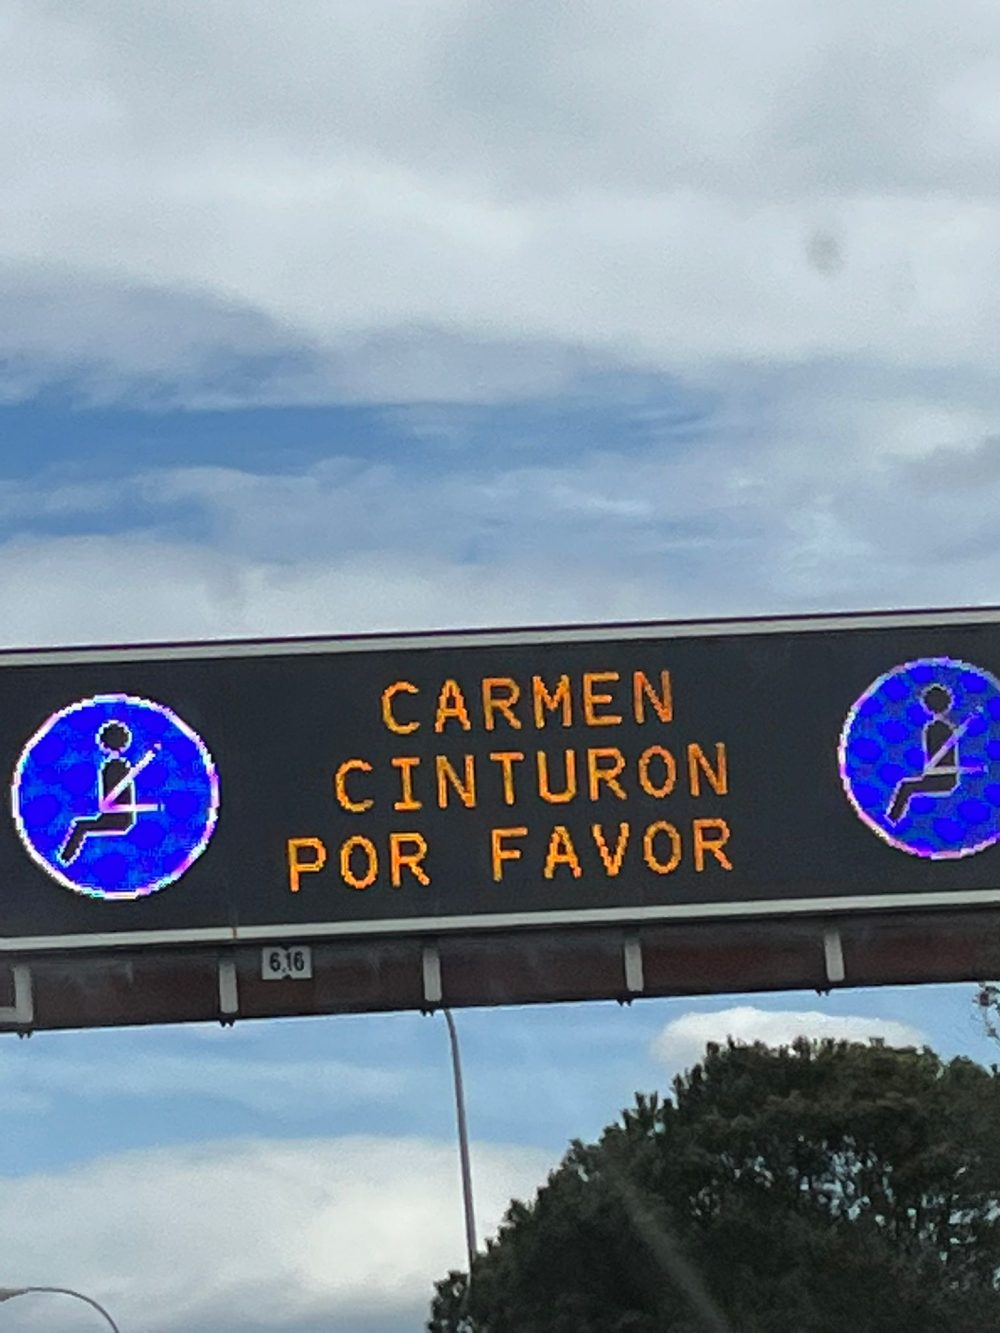 CARMEN
CINTURON
POR FAVOR
6,16